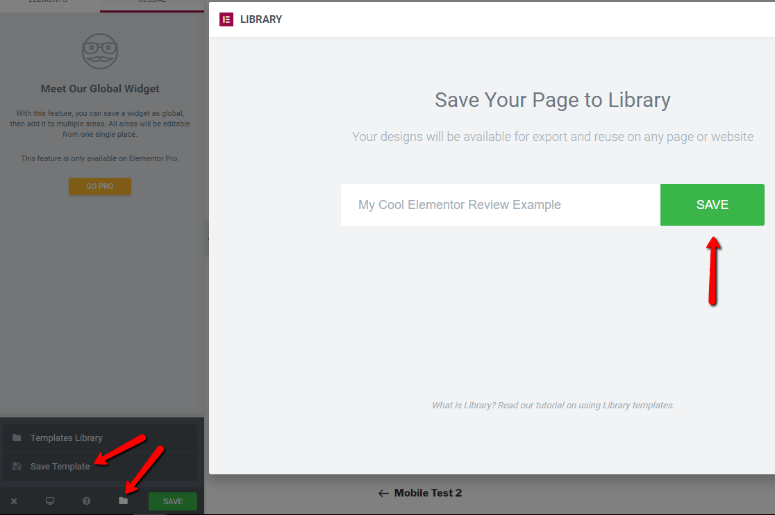 ELEMENTS
GLOBAL
Meet Our Global Widget
With this feature, you can save a widget as global,
then add it to multiple areas. All areas will be editable
from one single place.
This feature is only available on Elementor Pro.
GO PRO
Templates Library
Save Template
SAVE
LIBRARY
Save Your Page to Library
Your designs will be available for export and reuse on any page or website
My Cool Elementor Review Example
SAVE
What is Library? Read our tutorial on using Library templates.
← Mobile Test 2